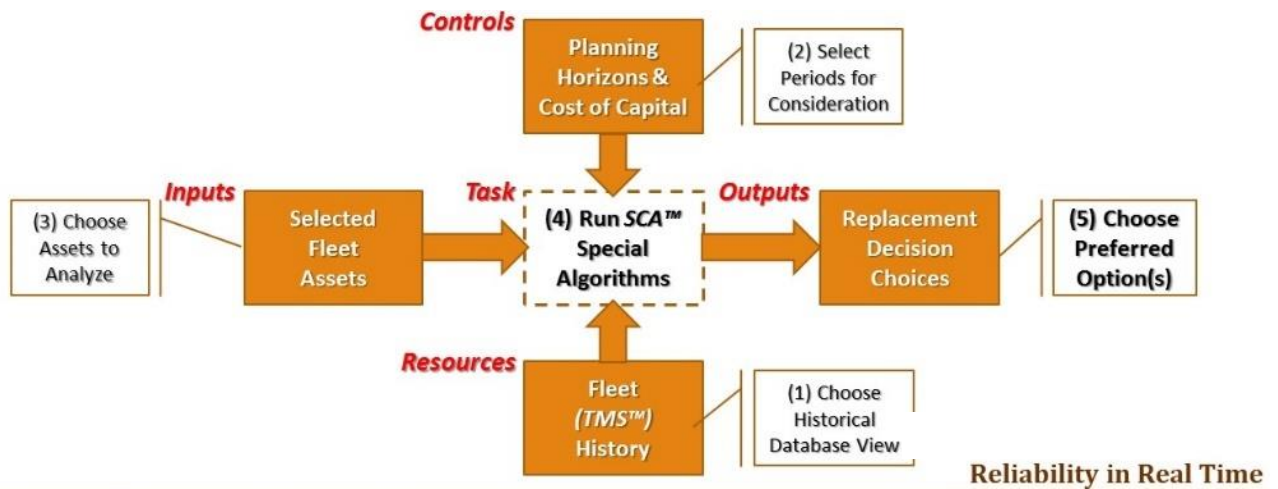 Controls
Planning
Horizons &
Cost of Capital
(2) Select
Periods for
Consideration
Inputs
(3) Choose
Assets to
Analyze
Selected
Fleet
Assets
Task
(4) Run SCA™
Special
Algorithms
Outputs
Replacement
Decision
Choices
(5) Choose
Preferred
Option(s)
Resources
Fleet
(TMS™)
History
(1) Choose
Historical
Database View
Reliability in Real Time